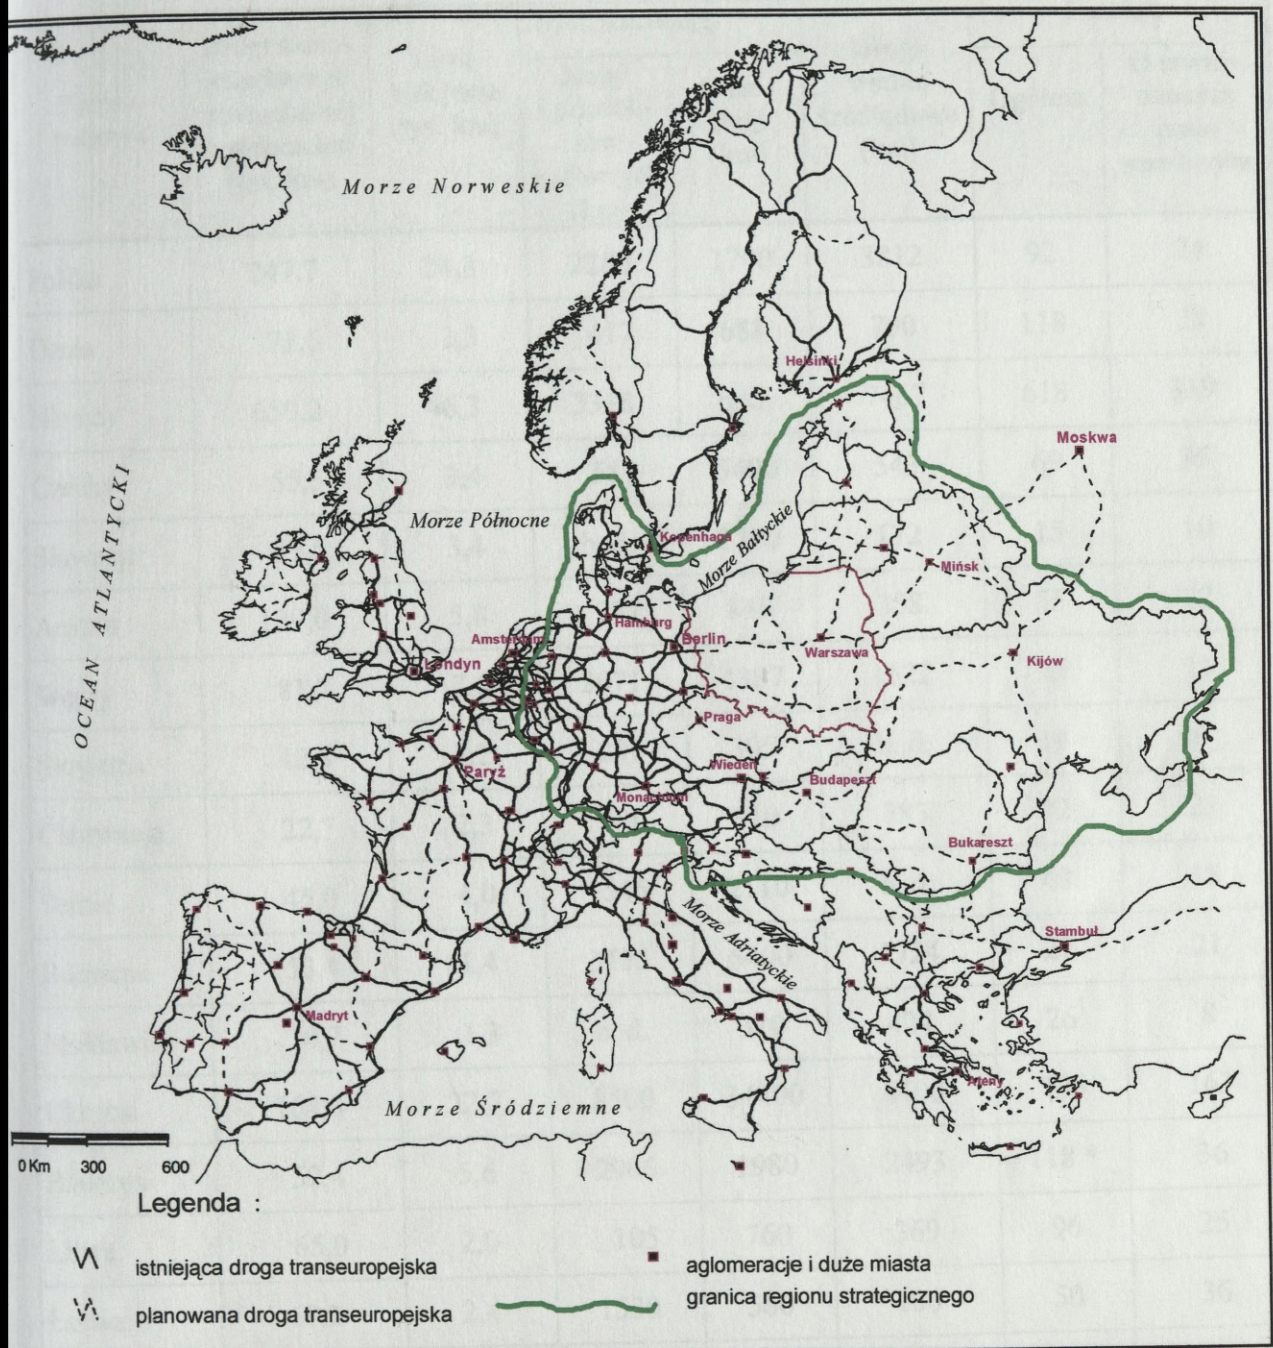 Morze Norweskie
Helsinki
Moskwa
OCEAN ATLANTYCKI
Morze Północne
Kopenhaga
Morze Bałtyckie
Mińsk
Hamburg
Amsterdam
Berlin
Warszawa
Kijów
Londyn
Praga
Paryż
Wiedeń
Budapeszt
Monachium
Bukareszt
Morze Adriatyckie
Stambuł
Madryt
Ateny
Morze Śródziemne
0 Km 300 600
Legenda :
istniejąca droga transeuropejska
aglomeracje i duże miasta
planowana droga transeuropejska
granica regionu strategicznego